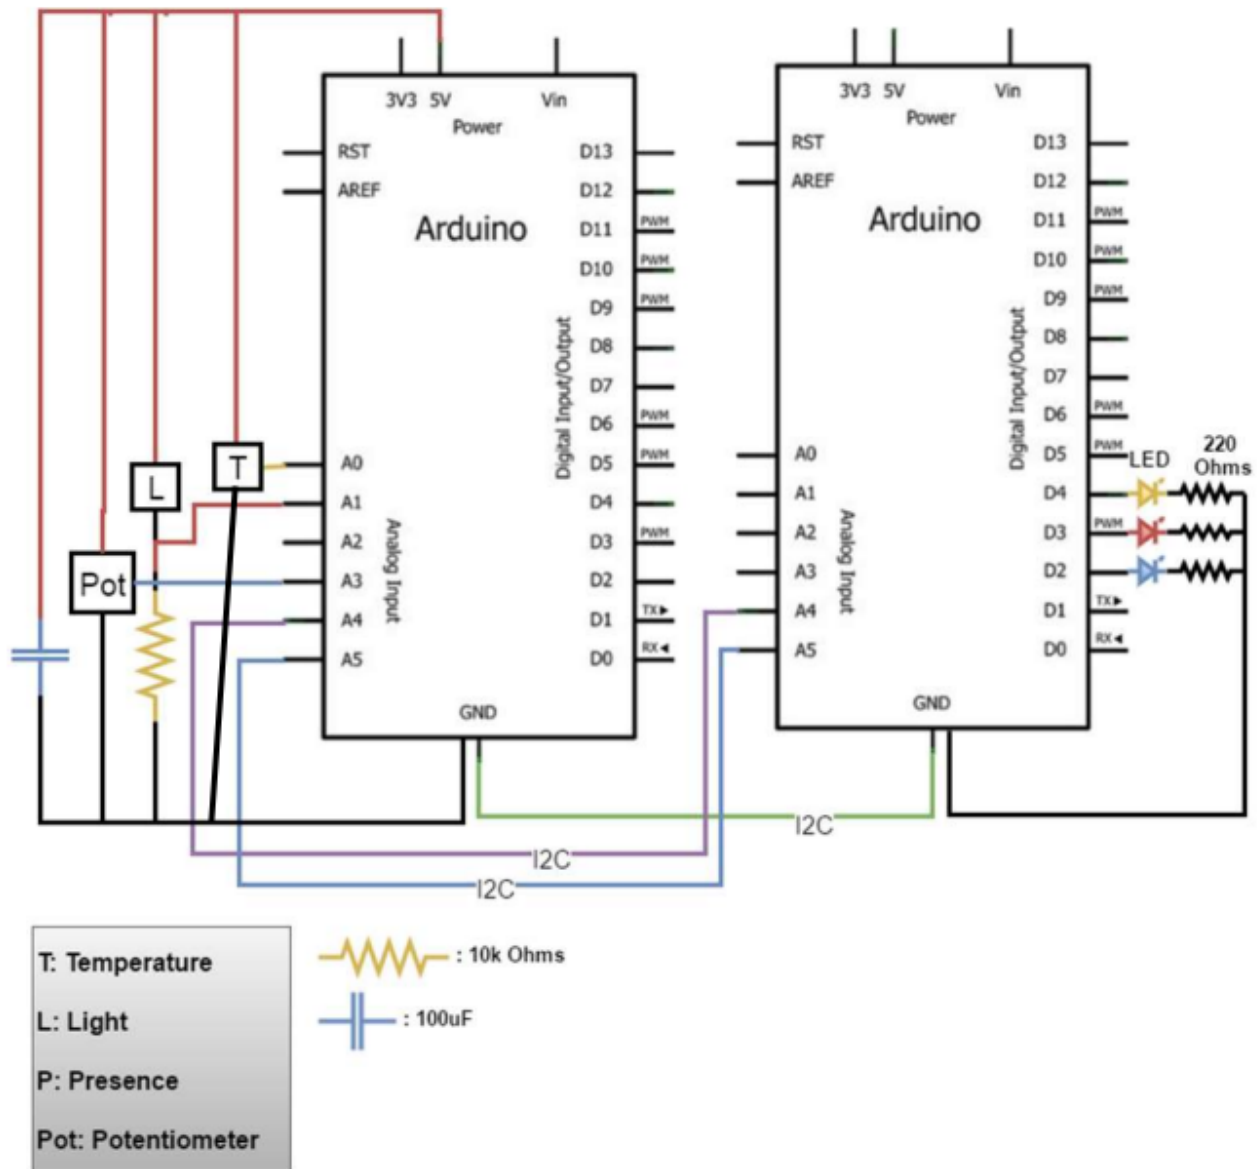 3V3 5V Vin
Power
RST D13
AREF D12
Arduino
D11 PWM
D10 PWM
D9 PWM
D8
D7
D6 PWM
A0 D5 PWM
A1 D4
A2 D3 PWM
A3 D2
A4 D1 TX▶
A5 D0 RX◀
Digital Input/Output
Analog Input
GND
T
L
Pot
3V3 5V Vin
Power
RST D13
AREF D12
Arduino
D11 PWM
D10 PWM
D9 PWM
D8
D7
D6 PWM
A0 D5 PWM
A1 D4
A2 D3 PWM
A3 D2
A4 D1 TX▶
A5 D0 RX◀
Digital Input/Output
Analog Input
GND
LED
220
Ohms
I2C
I2C
I2C
T: Temperature
L: Light
P: Presence
Pot: Potentiometer
: 10k Ohms
: 100uF